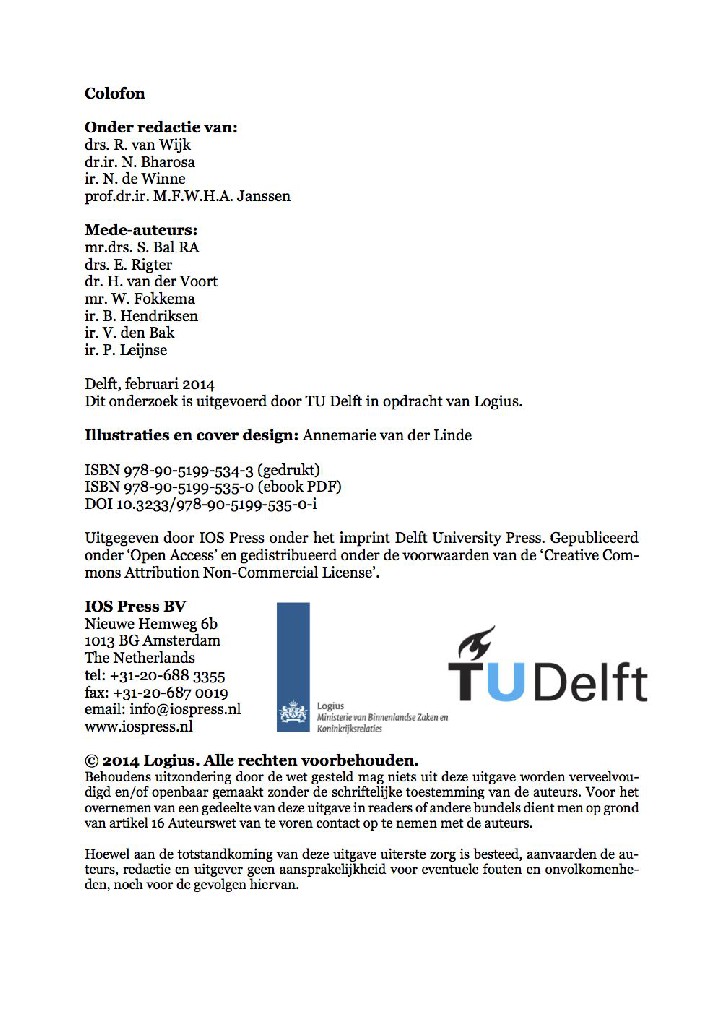 Colofon
Onder redactie van:
drs. R. van Wijk
dr.ir. N. Bharosa
ir. N. de Winne
prof.dr.ir. M.F.W.H.A. Janssen
Mede-auteurs:
mr.drs. S. Bal RA
drs. E. Rigter
dr. H. van der Voort
mr. W. Fokkema
ir. B. Hendriksen
ir. V. den Bak
ir. P. Leijnse
Delft, februari 2014
Dit onderzoek is uitgevoerd door TU Delft in opdracht van Logius.
Illustraties en cover design: Annemarie van der Linde
ISBN 978-90-5199-534-3 (gedrukt)
ISBN 978-90-5199-535-0 (ebook PDF)
DOI 10.3233/978-90-5199-535-0-i
Uitgegeven door IOS Press onder het imprint Delft University Press. Gepubliceerd
onder ‘Open Access’ en gedistribueerd onder de voorwaarden van de ‘Creative Com-
mons Attribution Non-Commercial License’.
IOS Press BV
Nieuwe Hemweg 6b
1013 BG Amsterdam
The Netherlands
tel: +31-20-688 3355
fax: +31-20-687 0019
email: info@iospress.nl
www.iospress.nl
Logius
Ministerie van Binnenlandse Zaken en
Koninkrijksrelaties
TU Delft
© 2014 Logius. Alle rechten voorbehouden.
Behoudens uitzondering door de wet gesteld mag niets uit deze uitgave worden verveelvou-
digd en/of openbaar gemaakt zonder de schriftelijke toestemming van de auteurs. Voor het
overnemen van een gedeelte van deze uitgave in readers of andere bundels dient men op grond
van artikel 16 Auteurswet van te voren contact op te nemen met de auteurs.
Hoewel aan de totstandkoming van deze uitgave uiterste zorg is besteed, aanvaarden de au-
teurs, redactie en uitgever geen aansprakelijkheid voor eventuele fouten en onvolkomenhe-
den, noch voor de gevolgen hiervan.